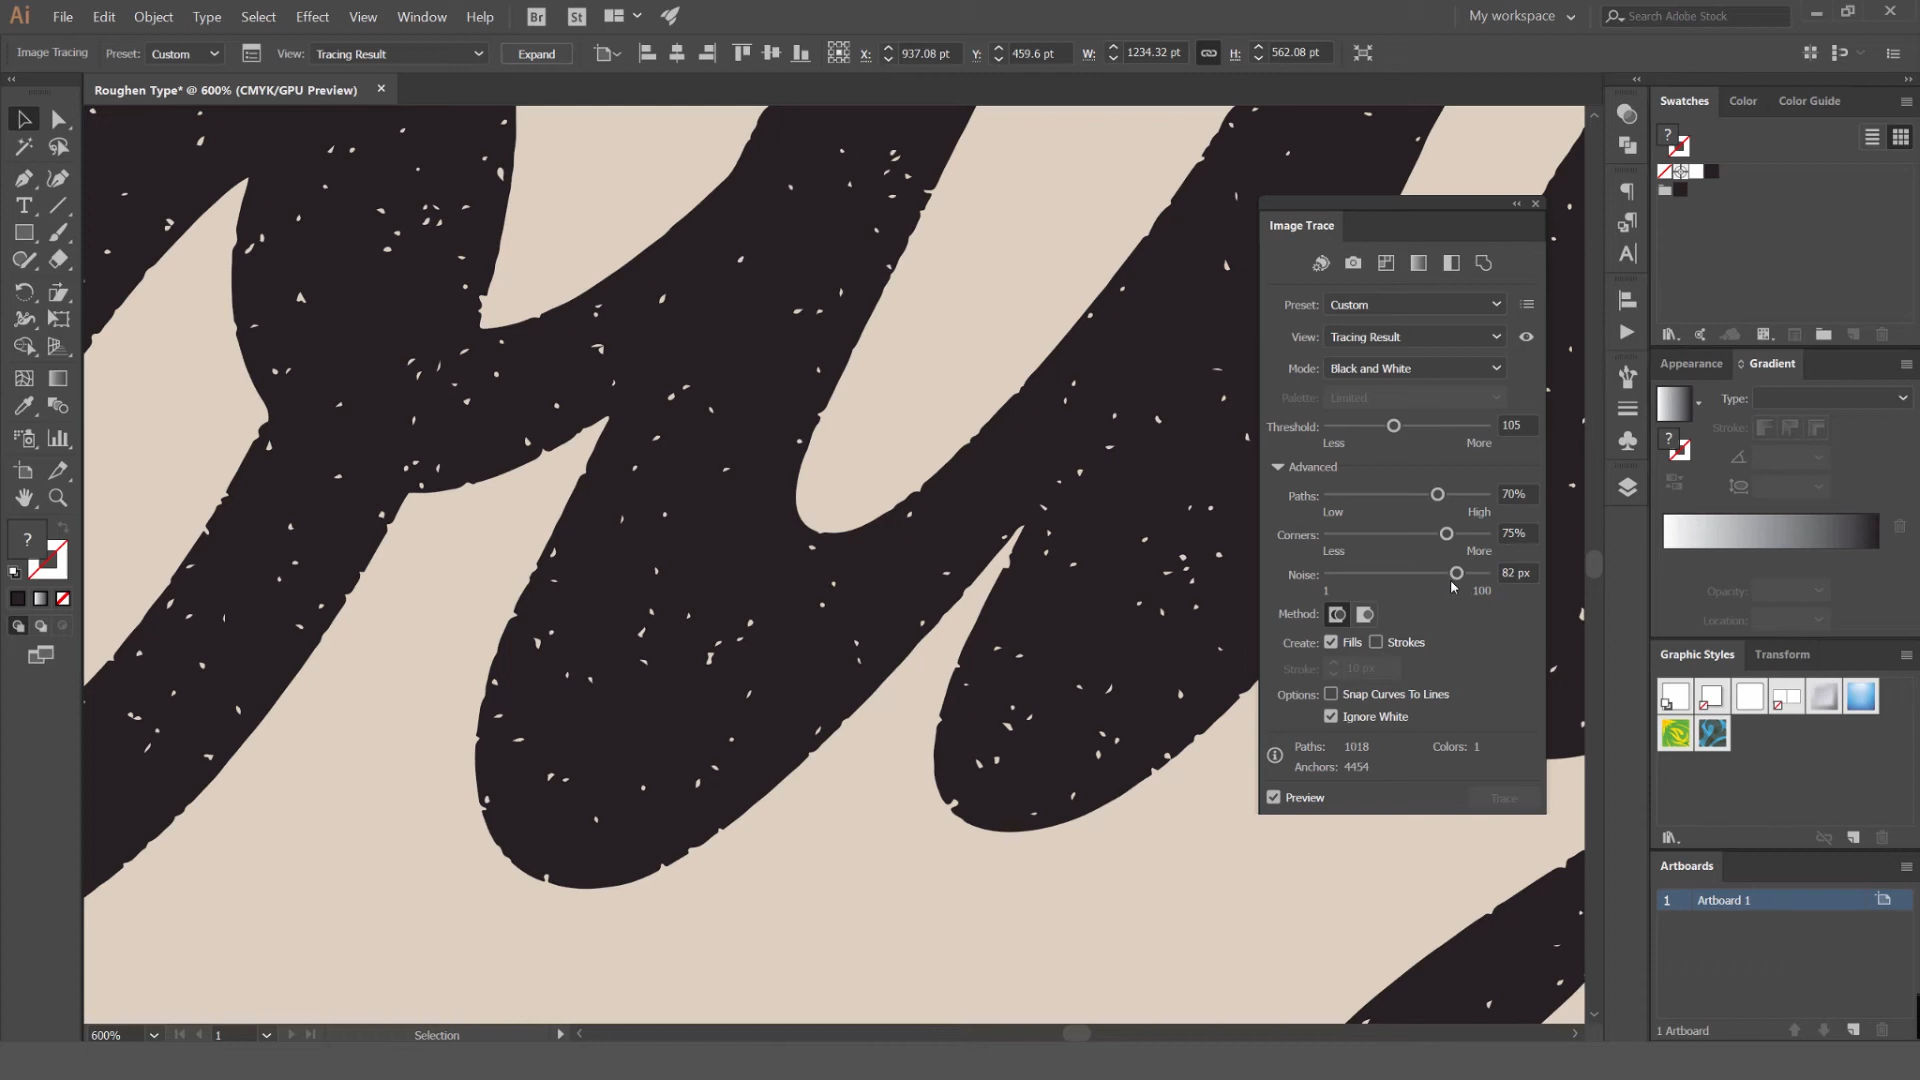 Ai File Edit Object Type Select Effect View Window Help Br St My workspace Search Adobe Stock
Image Tracing Preset: Custom View: Tracing Result Expand X: 937.08 pt Y: 459.6 pt W: 1234.32 pt H: 562.08 pt
Roughen Type* @ 600% (CMYK/GPU Preview)
Image Trace
Preset: Custom
View: Tracing Result
Mode: Black and White
Palette: Limited
Threshold: 105
Less More
Advanced
Paths: 70%
Low High
Corners: 75%
Less More
Noise: 82 px
1 100
Method:
Create: Fills Strokes
Stroke: 10 px
Options: Snap Curves To Lines
Ignore White
Paths: 1018 Colors: 1
Anchors: 4454
Preview Trace
Swatches Color Color Guide
?
Appearance Gradient
Type:
Stroke:
?
Opacity:
Location:
Graphic Styles Transform
Artboards
1 Artboard 1
1 Artboard
?
600% 1 Selection